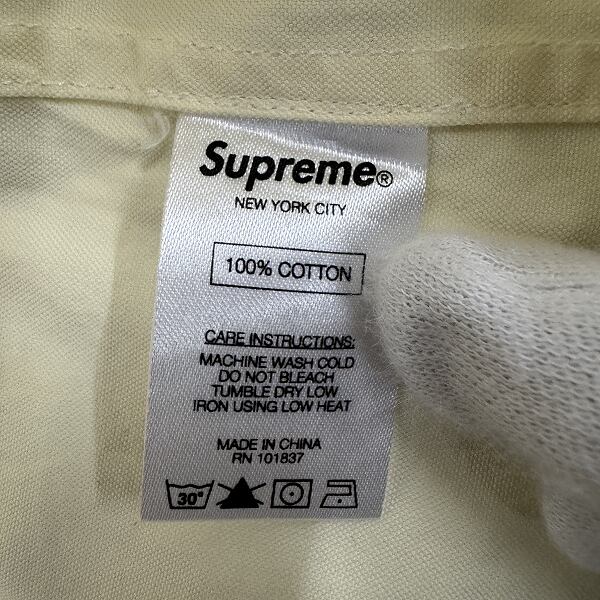 Supreme®
NEW YORK CITY
100% COTTON
CARE INSTRUCTIONS:
MACHINE WASH COLD
DO NOT BLEACH
TUMBLE DRY LOW
IRON USING LOW HEAT
MADE IN CHINA
RN 101837
30°